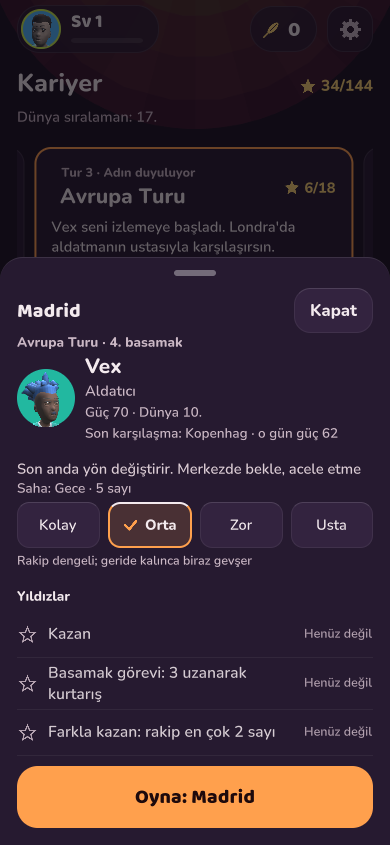 Sv 1
0
Kariyer
34/144
Dünya sıralaman: 17.
Tur 3 · Adın duyuluyor
Avrupa Turu
6/18
Vex seni izlemeye başladı. Londra'da
aldatmanın ustasıyla karşılaşırsın.
Madrid
Kapat
Avrupa Turu · 4. basamak
Vex
Aldatıcı
Güç 70 · Dünya 10.
Son karşılaşma: Kopenhag · o gün güç 62
Son anda yön değiştirir. Merkezde bekle, acele etme
Saha: Gece · 5 sayı
Kolay
Orta
Zor
Usta
Rakip dengeli; geride kalınca biraz gevşer
Yıldızlar
Kazan
Henüz değil
Basamak görevi: 3 uzanarak
kurtarış
Henüz değil
Farkla kazan: rakip en çok 2 sayı
Henüz değil
Oyna: Madrid